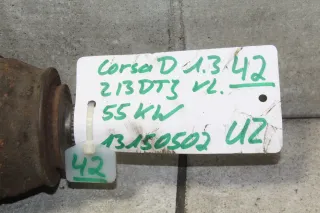 Corsa D 1.3 42
Z13DTJ VL.
55 KW
13150502 UZ
42